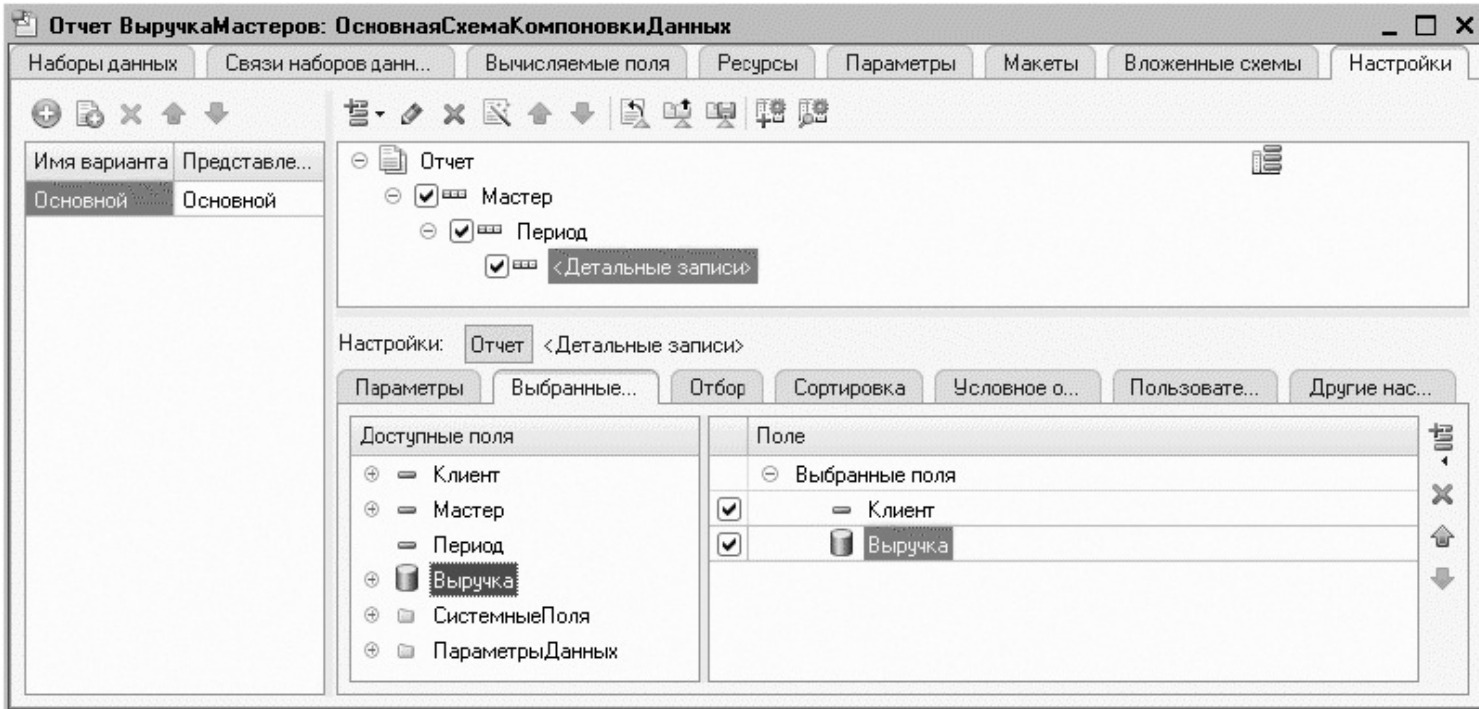 Отчет ВыручкаМастеров: ОсновнаяСхемаКомпоновкиДанных
Наборы данных Связи наборов данн... Вычисляемые поля Ресурсы Параметры Макеты Вложенные схемы Настройки
Имя варианта Представле...
Основной Основной
Отчет
Мастер
Период
<Детальные записи>
Настройки: Отчет <Детальные записи>
Параметры Выбранные... Отбор Сортировка Условное о... Пользовате... Другие нас...
Доступные поля Поле
Клиент Выбранные поля
Мастер Клиент
Период Выручка
Выручка
СистемныеПоля
ПараметрыДанных